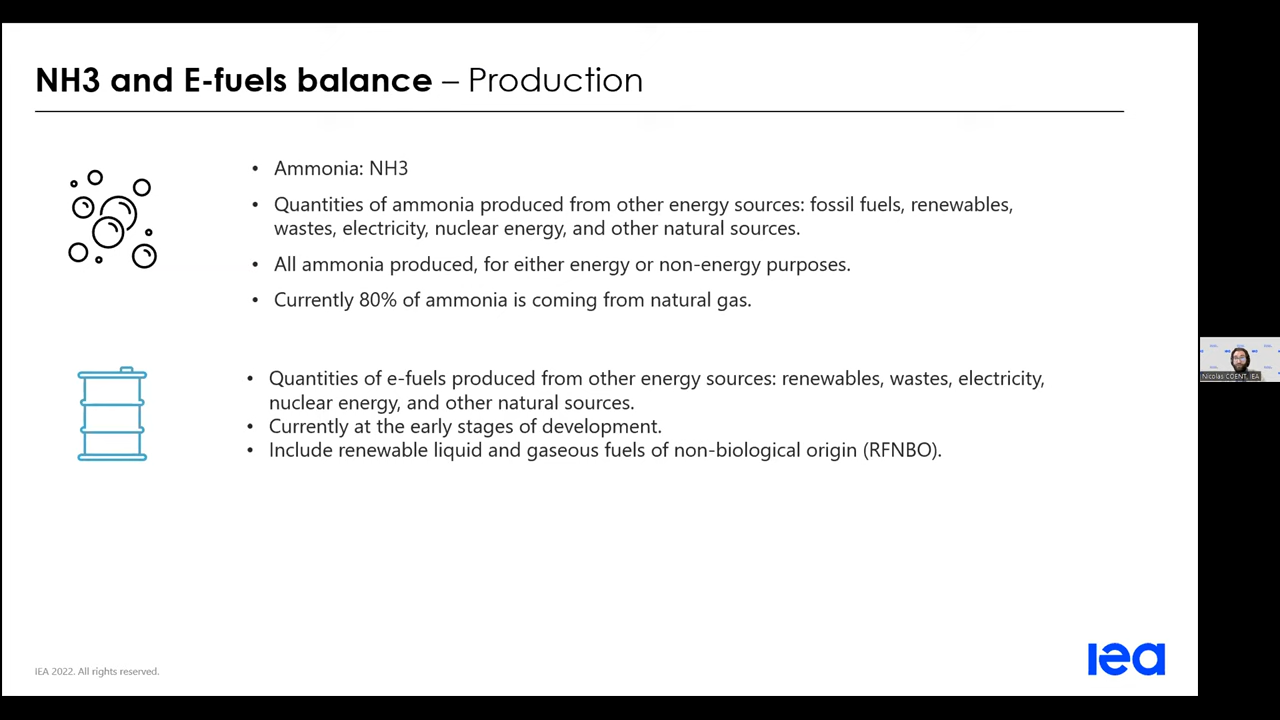 NH3 and E-fuels balance – Production
• Ammonia: NH3
• Quantities of ammonia produced from other energy sources: fossil fuels, renewables,
wastes, electricity, nuclear energy, and other natural sources.
• All ammonia produced, for either energy or non-energy purposes.
• Currently 80% of ammonia is coming from natural gas.
• Quantities of e-fuels produced from other energy sources: renewables, wastes, electricity,
nuclear energy, and other natural sources.
• Currently at the early stages of development.
• Include renewable liquid and gaseous fuels of non-biological origin (RFNBO).
Nicolas COENT, IEA
IEA 2022. All rights reserved.
iea